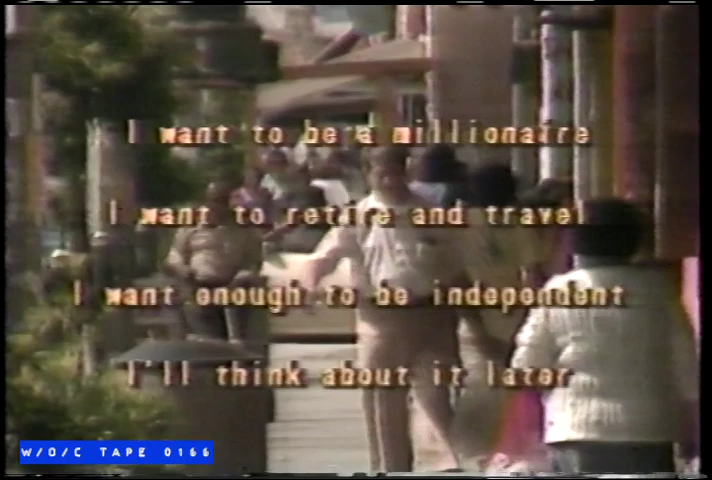 I want to be a millionaire
I want to retire and travel
I want enough to be independent
I'll think about it later
W/O/C TAPE 0166